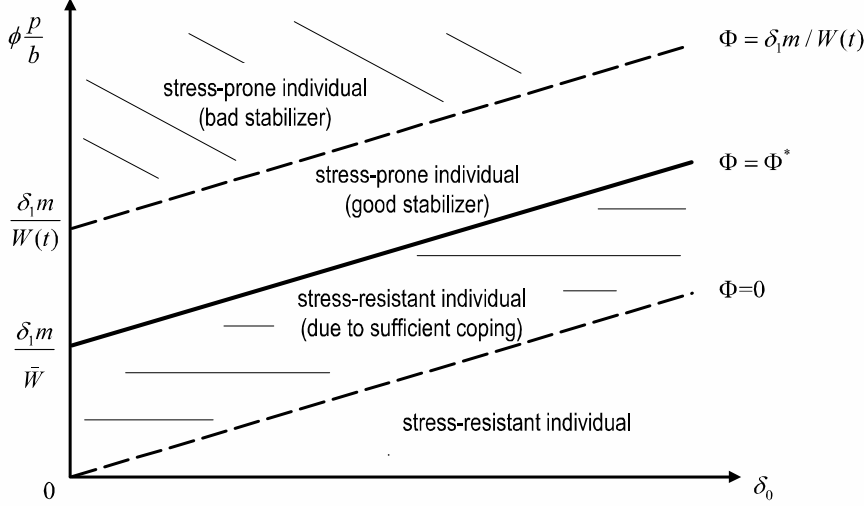 ϕ p/b
Φ = δ₁m / W(t)
stress-prone individual
(bad stabilizer)
Φ = Φ*
stress-prone individual
(good stabilizer)
δ₁m
W(t)
Φ=0
stress-resistant individual
(due to sufficient coping)
δ₁m
W̄
stress-resistant individual
0
δ₀